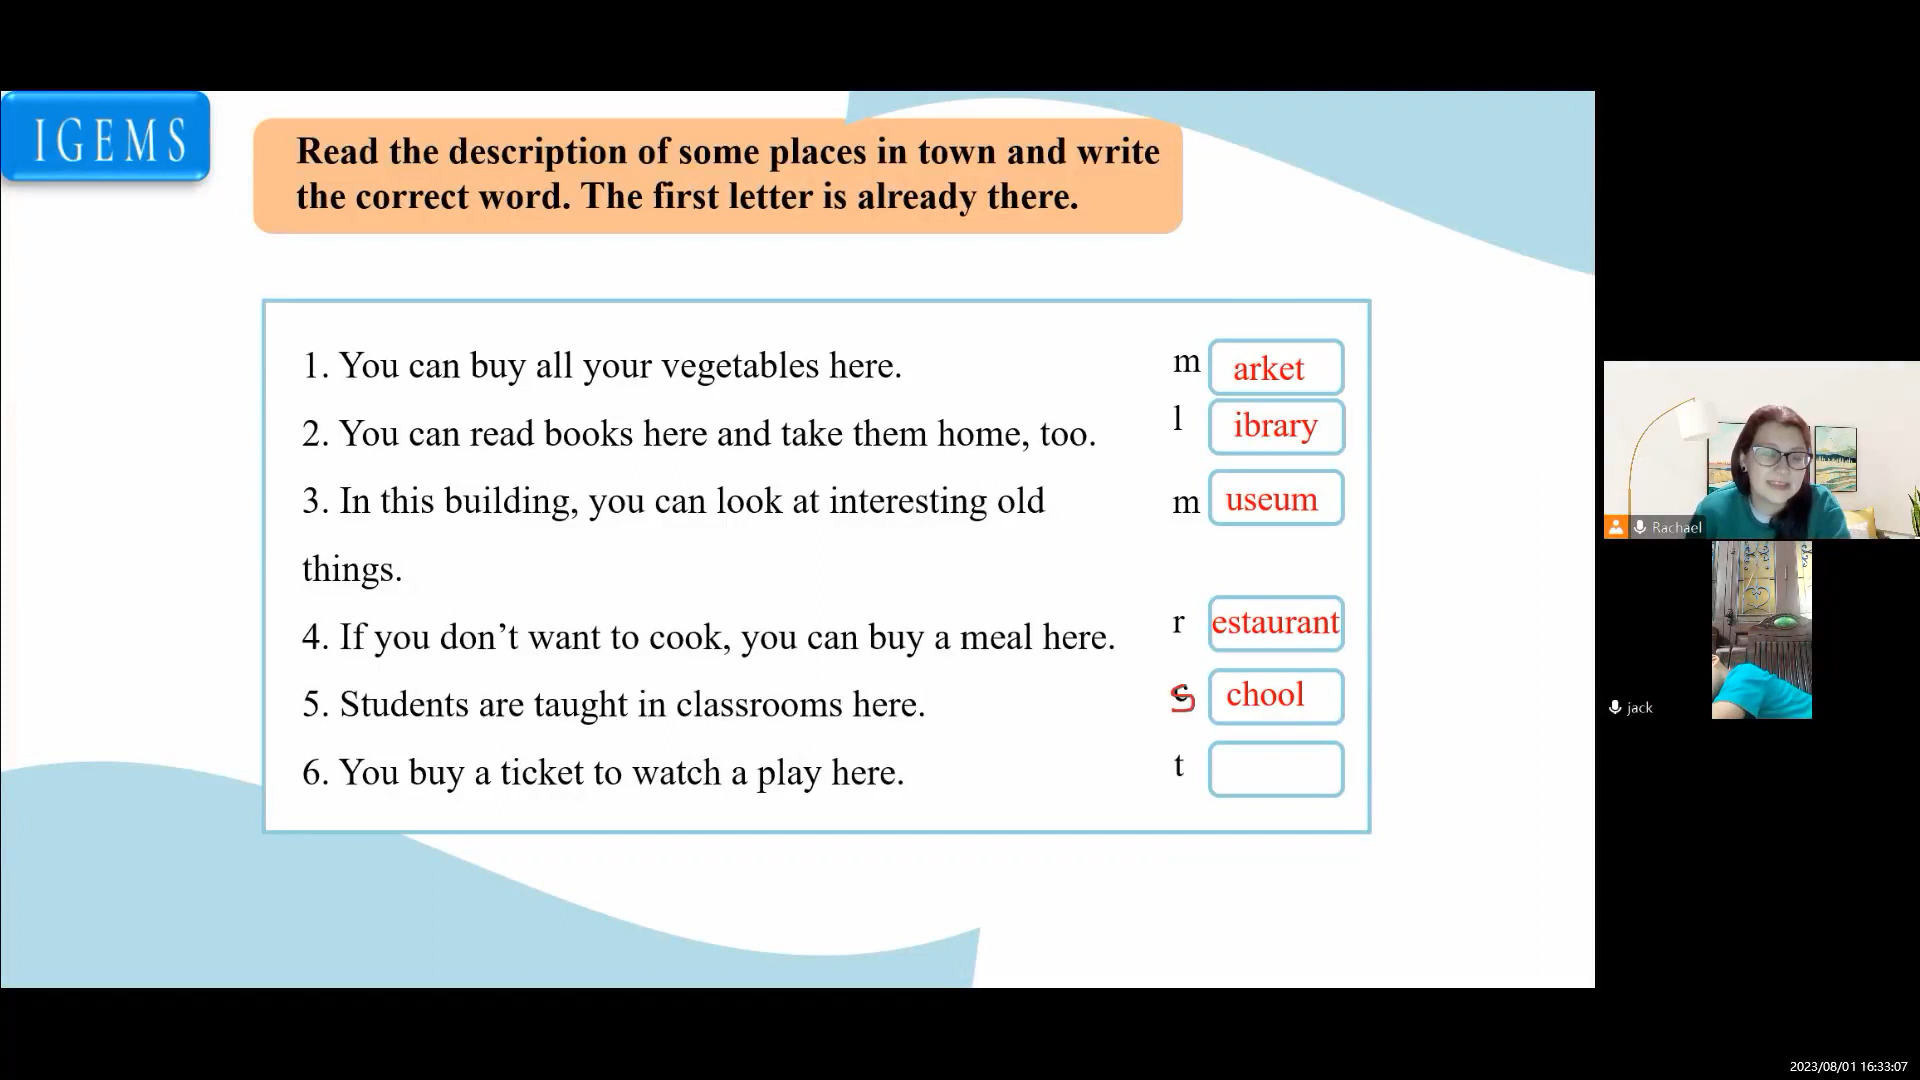 IGEMS
Read the description of some places in town and write
the correct word. The first letter is already there.
1. You can buy all your vegetables here. m arket
2. You can read books here and take them home, too. l ibrary
3. In this building, you can look at interesting old m useum
things.
4. If you don’t want to cook, you can buy a meal here. r estaurant
5. Students are taught in classrooms here. S chool
6. You buy a ticket to watch a play here. t
Rachael
jack
2023/08/01 16:33:07